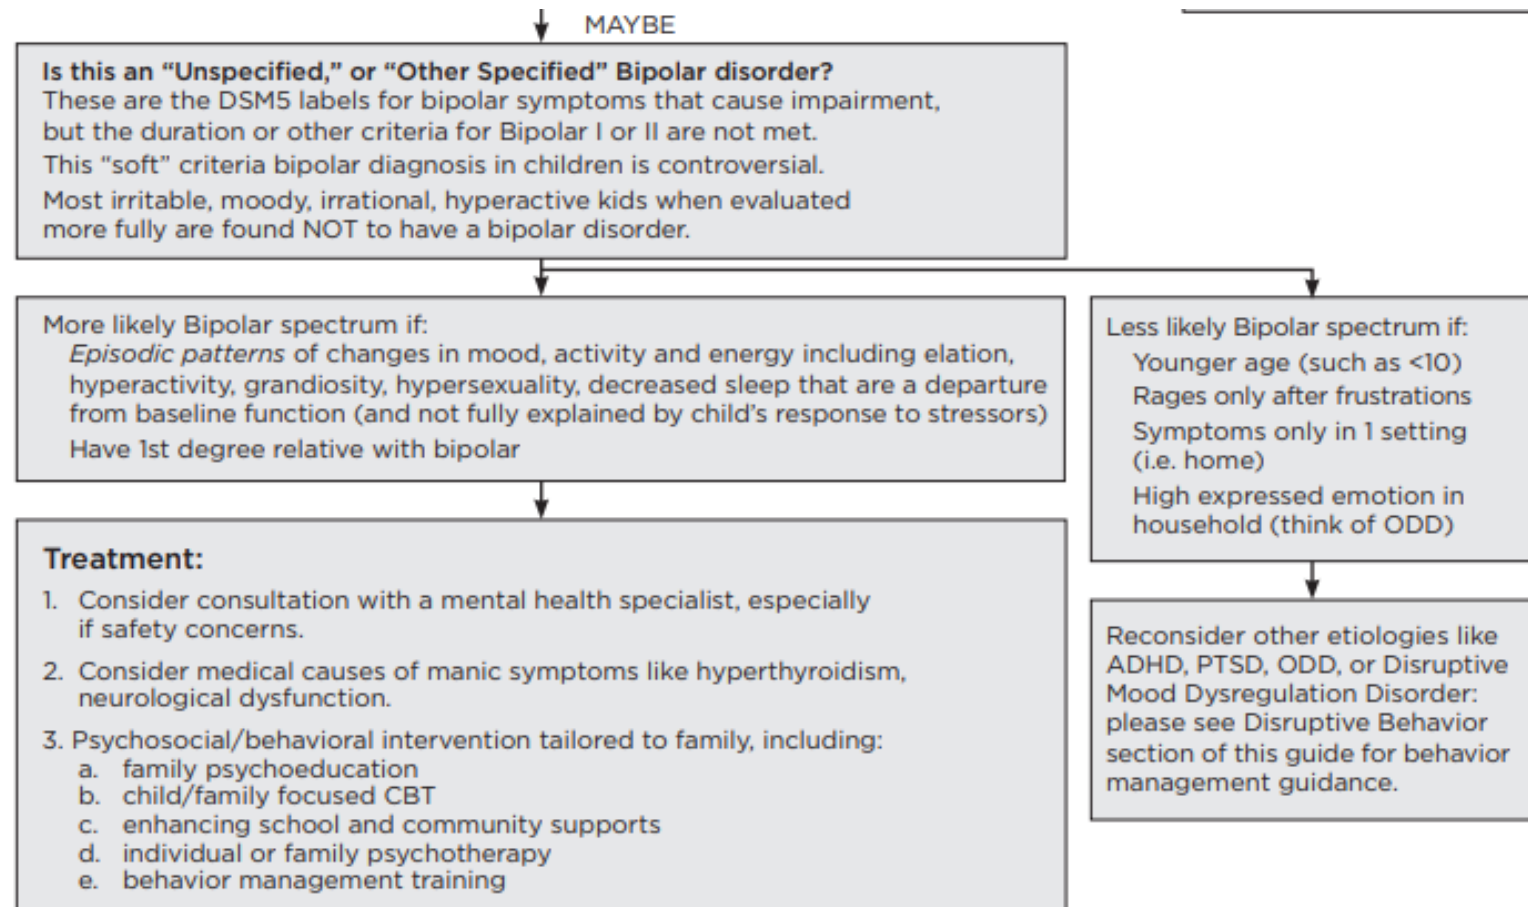 MAYBE
Is this an “Unspecified,” or “Other Specified” Bipolar disorder?
These are the DSM5 labels for bipolar symptoms that cause impairment,
but the duration or other criteria for Bipolar I or II are not met.
This “soft” criteria bipolar diagnosis in children is controversial.
Most irritable, moody, irrational, hyperactive kids when evaluated
more fully are found NOT to have a bipolar disorder.
More likely Bipolar spectrum if:
Episodic patterns of changes in mood, activity and energy including elation,
hyperactivity, grandiosity, hypersexuality, decreased sleep that are a departure
from baseline function (and not fully explained by child’s response to stressors)
Have 1st degree relative with bipolar
Less likely Bipolar spectrum if:
Younger age (such as <10)
Rages only after frustrations
Symptoms only in 1 setting
(i.e. home)
High expressed emotion in
household (think of ODD)
Treatment:
1. Consider consultation with a mental health specialist, especially
if safety concerns.
2. Consider medical causes of manic symptoms like hyperthyroidism,
neurological dysfunction.
3. Psychosocial/behavioral intervention tailored to family, including:
a. family psychoeducation
b. child/family focused CBT
c. enhancing school and community supports
d. individual or family psychotherapy
e. behavior management training
Reconsider other etiologies like
ADHD, PTSD, ODD, or Disruptive
Mood Dysregulation Disorder:
please see Disruptive Behavior
section of this guide for behavior
management guidance.